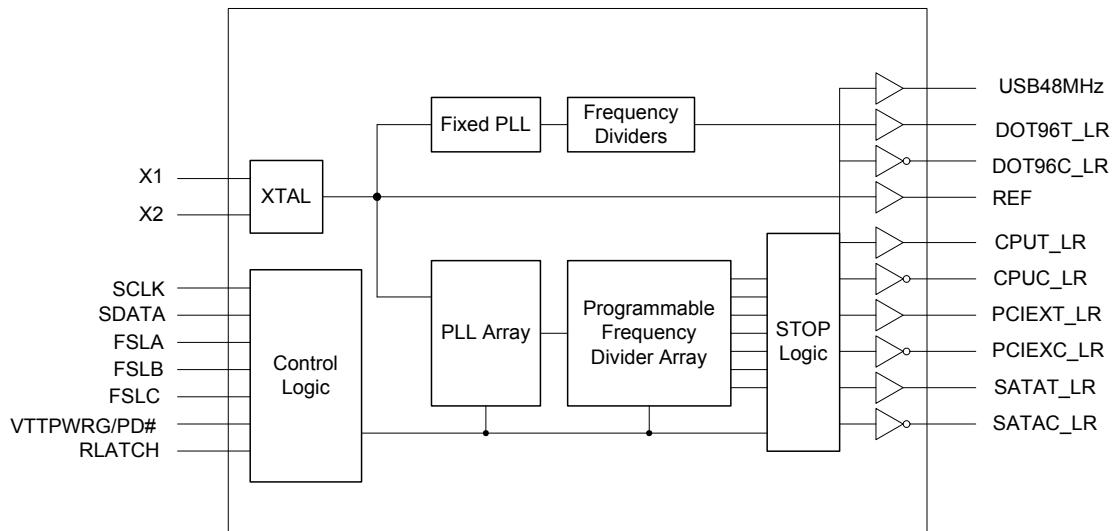 USB48MHz
Fixed PLL
Frequency
Dividers
DOT96T_LR
DOT96C_LR
X1
XTAL
REF
X2
CPUT_LR
SCLK
CPUC_LR
SDATA
PLL Array
Programmable
Frequency
Divider Array
STOP
Logic
PCIEXT_LR
FSLA
Control
Logic
PCIEXC_LR
FSLB
SATAT_LR
FSLC
SATAC_LR
VTTPWRG/PD#
RLATCH